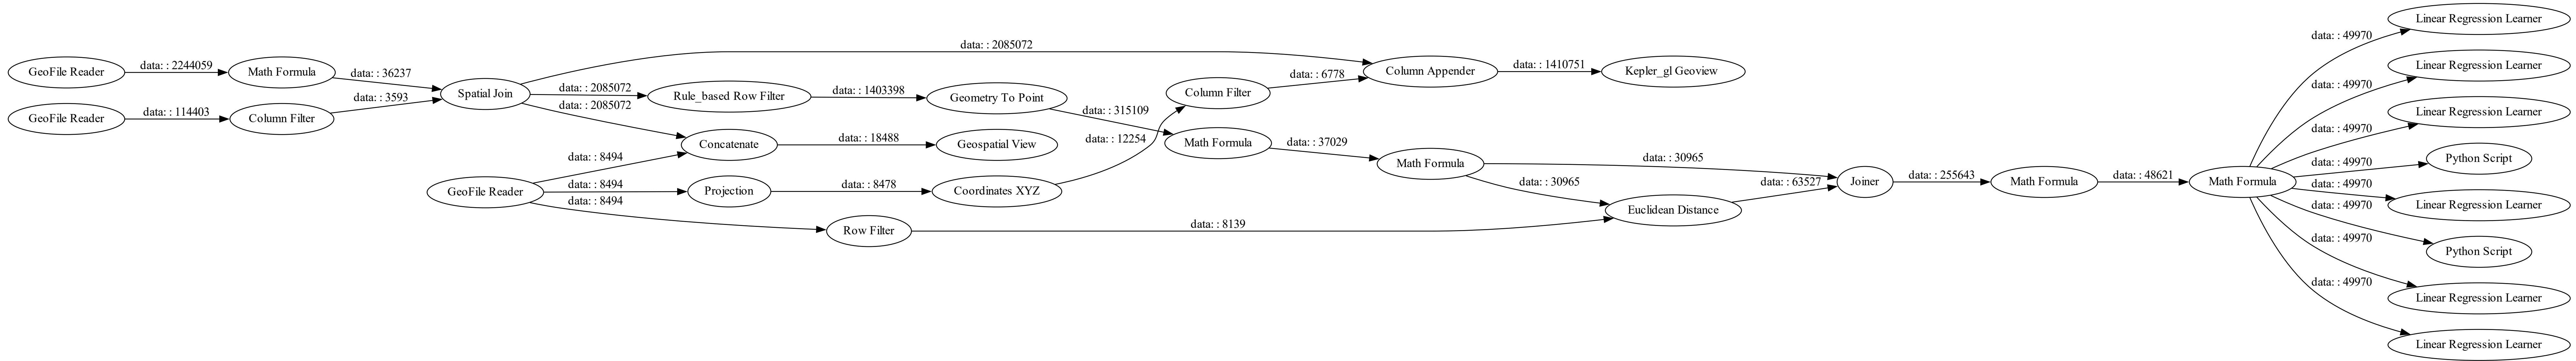 GeoFile Reader
data: : 2244059
Math Formula
data: : 36237
GeoFile Reader
data: : 114403
Column Filter
data: : 3593
Spatial Join
data: : 2085072
data: : 2085072
data: : 2085072
Rule_based Row Filter
data: : 1403398
Geometry To Point
data: : 315109
Concatenate
data: : 18488
Geospatial View
GeoFile Reader
data: : 8494
data: : 8494
data: : 8494
Projection
data: : 8478
Coordinates XYZ
data: : 12254
Row Filter
data: : 8139
Column Filter
data: : 6778
Column Appender
data: : 1410751
Kepler_gl Geoview
Math Formula
data: : 37029
Math Formula
data: : 30965
data: : 30965
Euclidean Distance
data: : 63527
Joiner
data: : 255643
Math Formula
data: : 48621
Math Formula
data: : 49970
data: : 49970
data: : 49970
data: : 49970
data: : 49970
data: : 49970
data: : 49970
data: : 49970
Linear Regression Learner
Linear Regression Learner
Linear Regression Learner
Python Script
Linear Regression Learner
Python Script
Linear Regression Learner
Linear Regression Learner